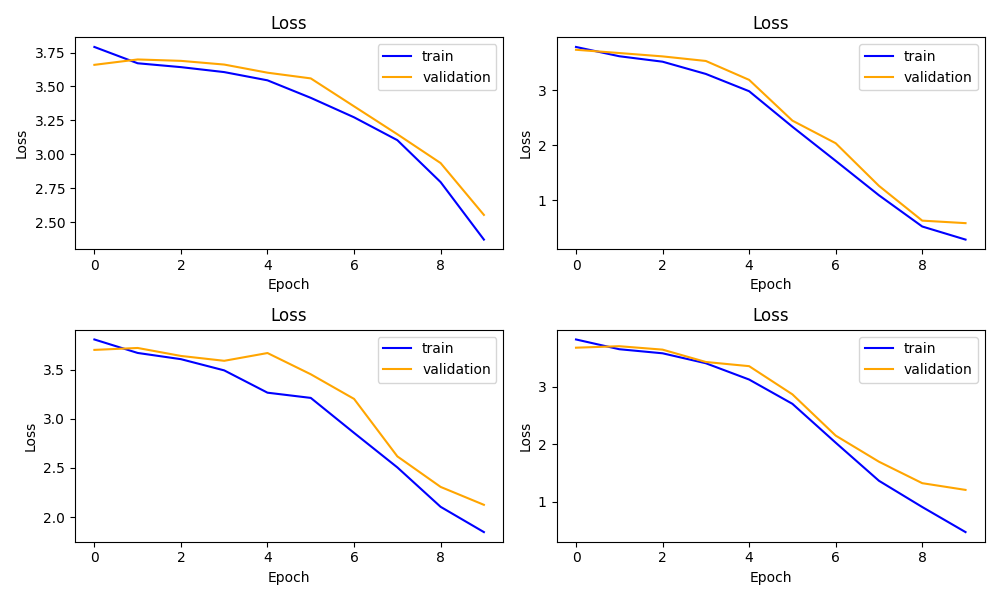 Loss
Loss
3.75
3.50
3.25
3.00
2.75
2.50
Loss
train
validation
0 2 4 6 8
Epoch
3
2
1
Loss
train
validation
0 2 4 6 8
Epoch
Loss
Loss
3.5
3.0
2.5
2.0
Loss
train
validation
0 2 4 6 8
Epoch
3
2
1
Loss
train
validation
0 2 4 6 8
Epoch